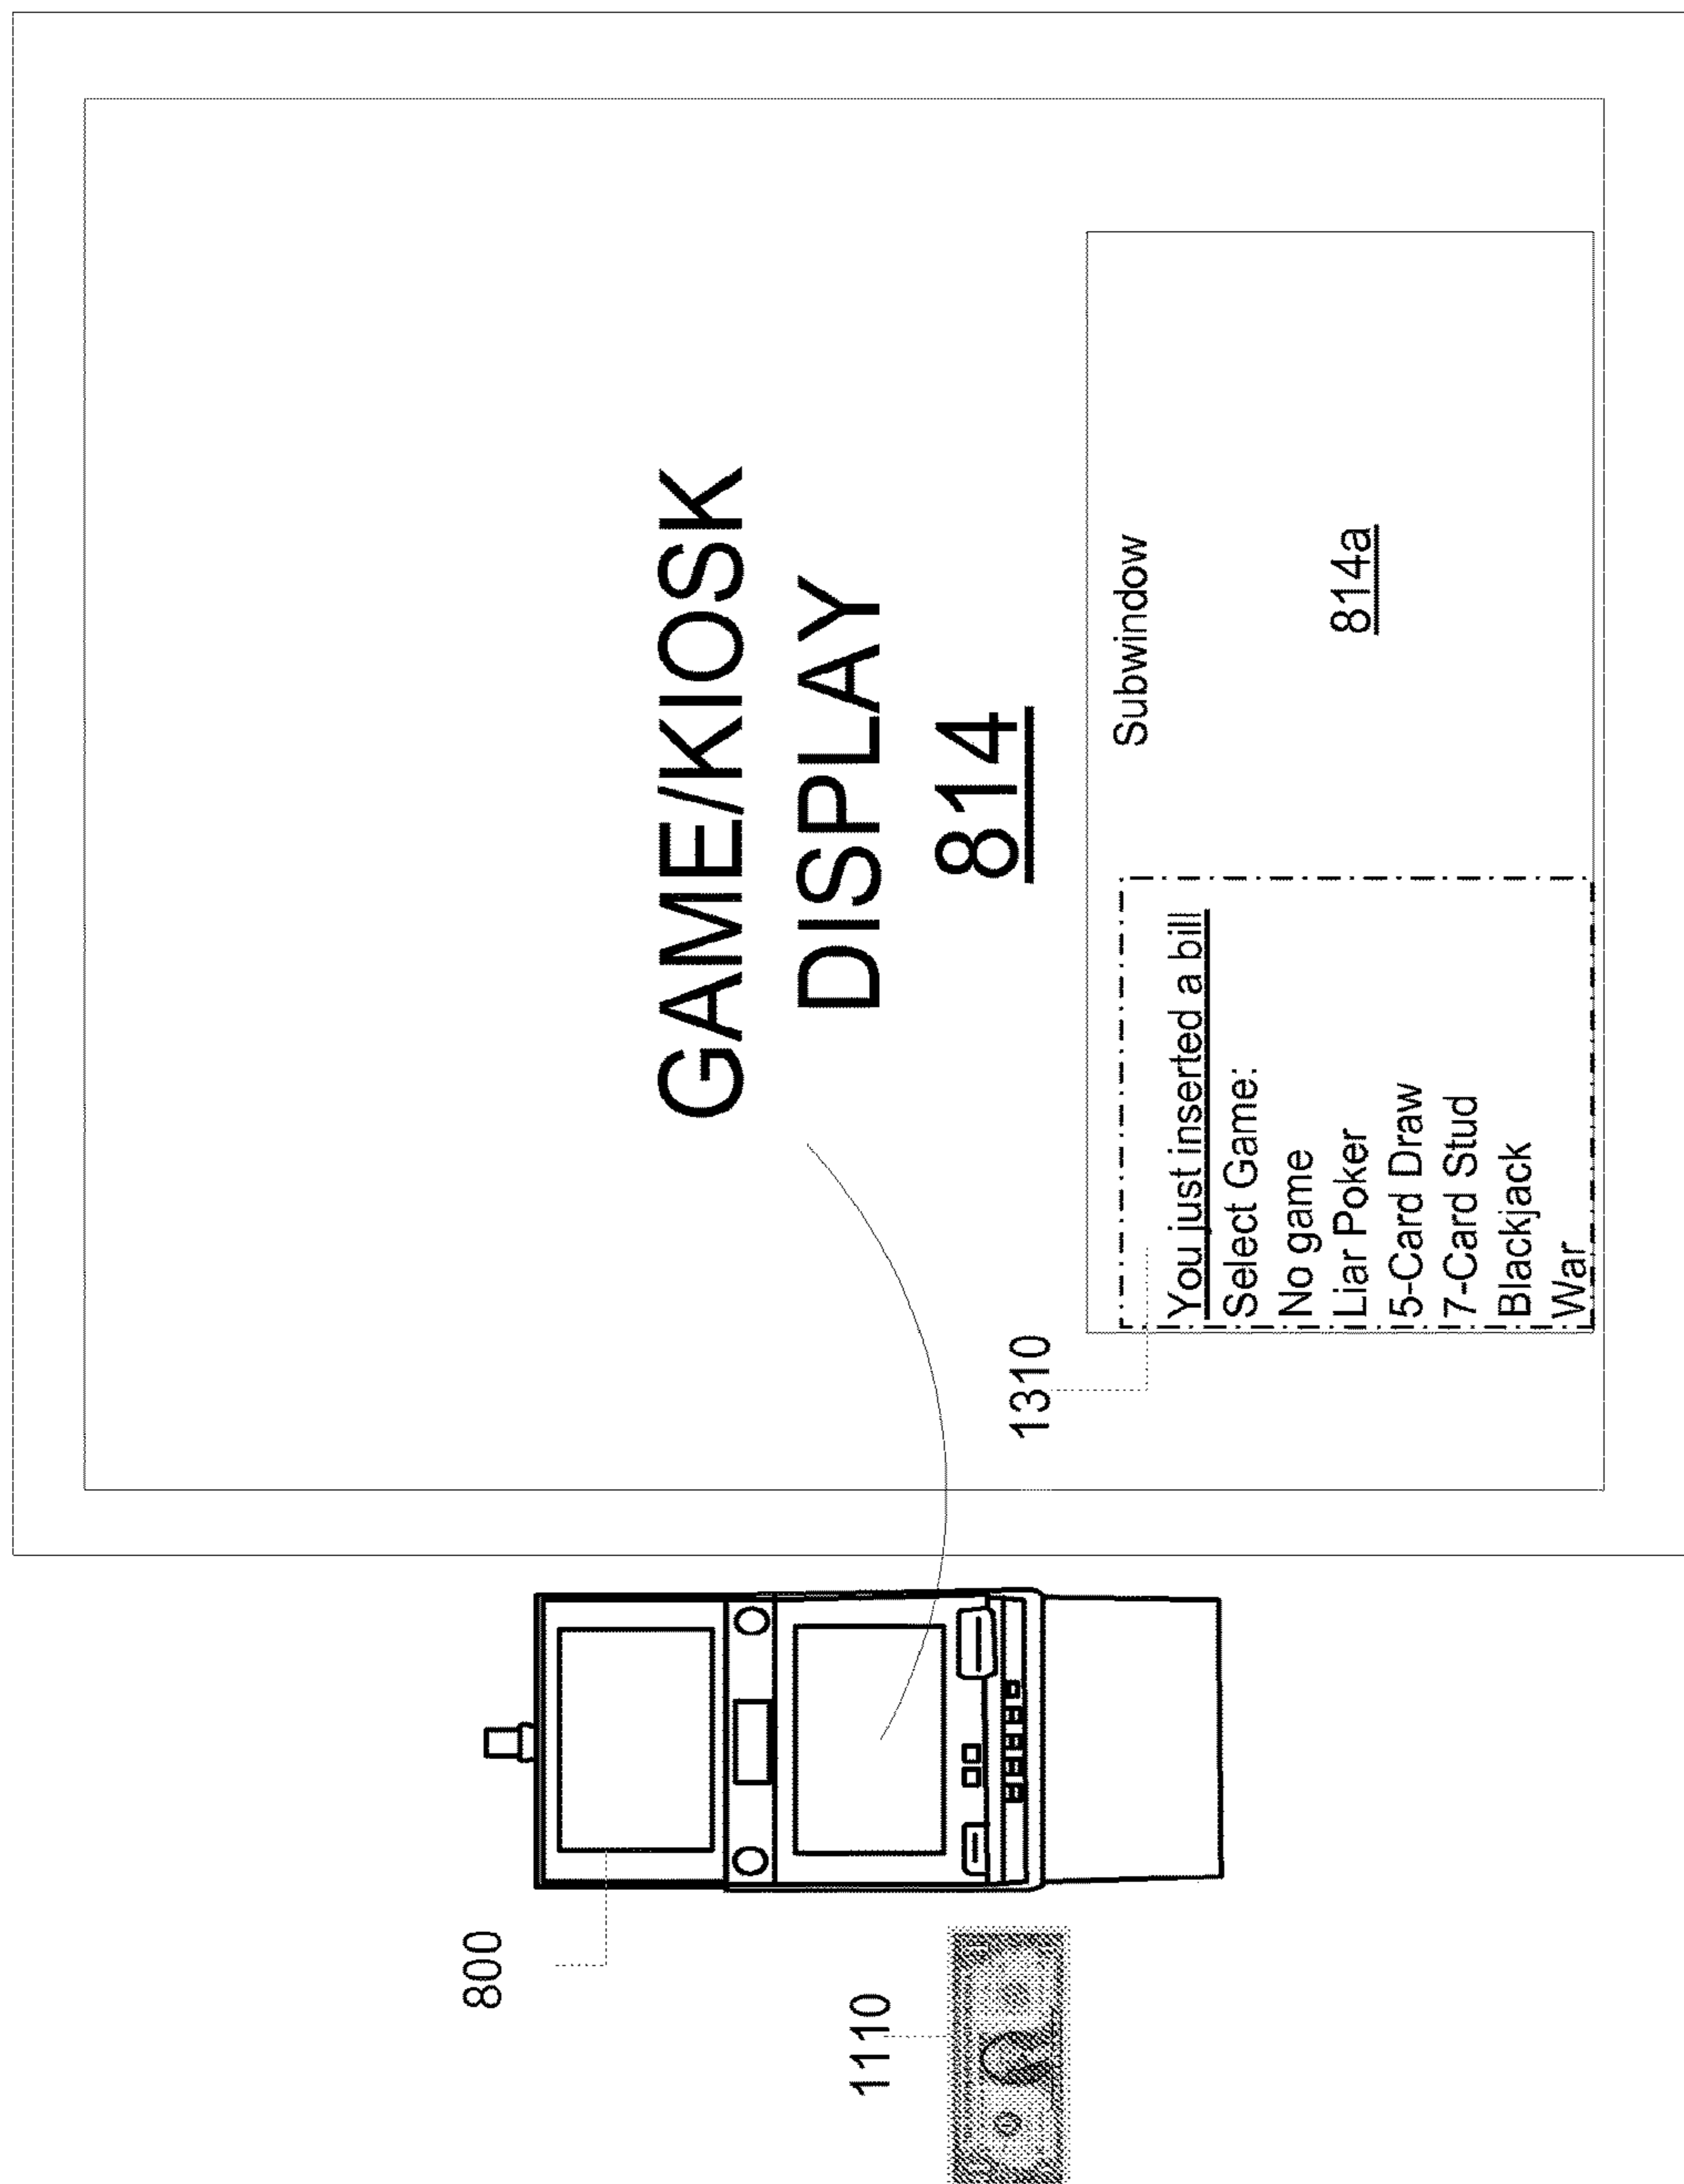 GAME/KIOSK
DISPLAY
814
800
1110
1310
Subwindow
814a
You just inserted a bill
Select Game:
No game
Liar Poker
5-Card Draw
7-Card Stud
Blackjack
War